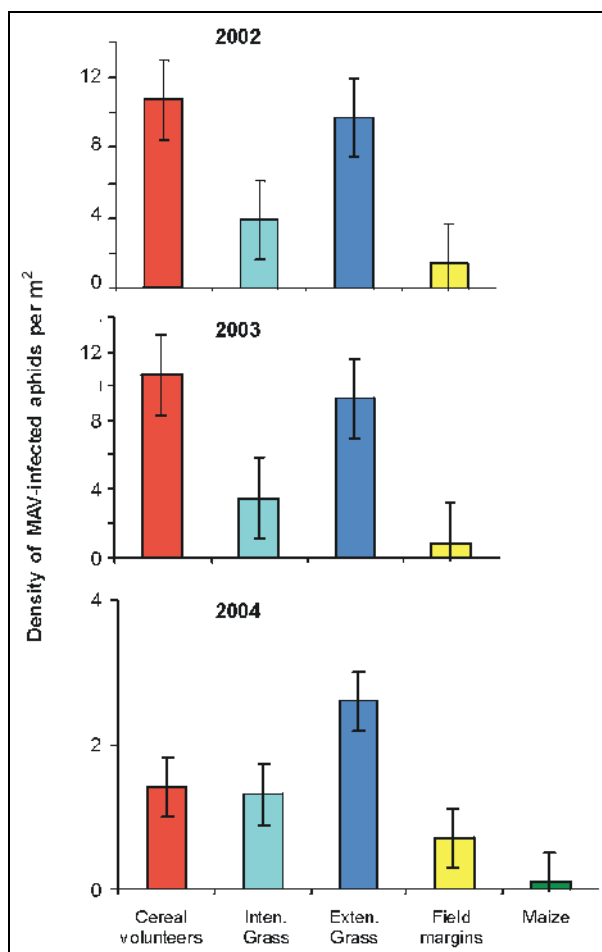 2002
12
8
4
0
2003
12
8
4
0
Density of MAV-infected aphids per m²
2004
4
2
0
Cereal volunteers
Inten. Grass
Exten. Grass
Field margins
Maize